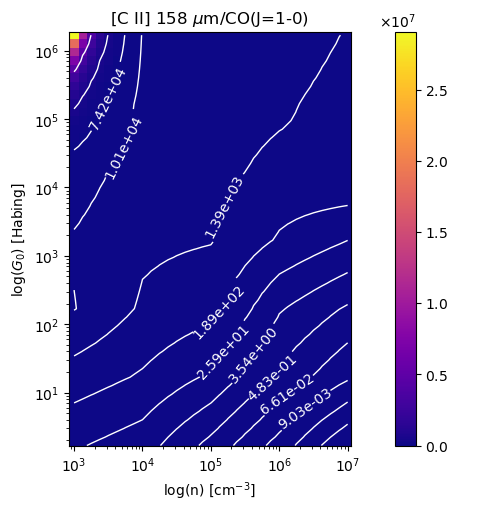 [C II] 158 μm/CO(J=1-0)
×10⁷
10⁶
10⁵
10⁴
10³
10²
10¹
log(G₀) [Habing]
7.42e+04
1.01e+04
1.39e+03
1.89e+02
2.59e+01
3.54e+00
4.83e-01
6.61e-02
9.03e-03
10³ 10⁴ 10⁵ 10⁶ 10⁷
log(n) [cm⁻³]
2.5
2.0
1.5
1.0
0.5
0.0